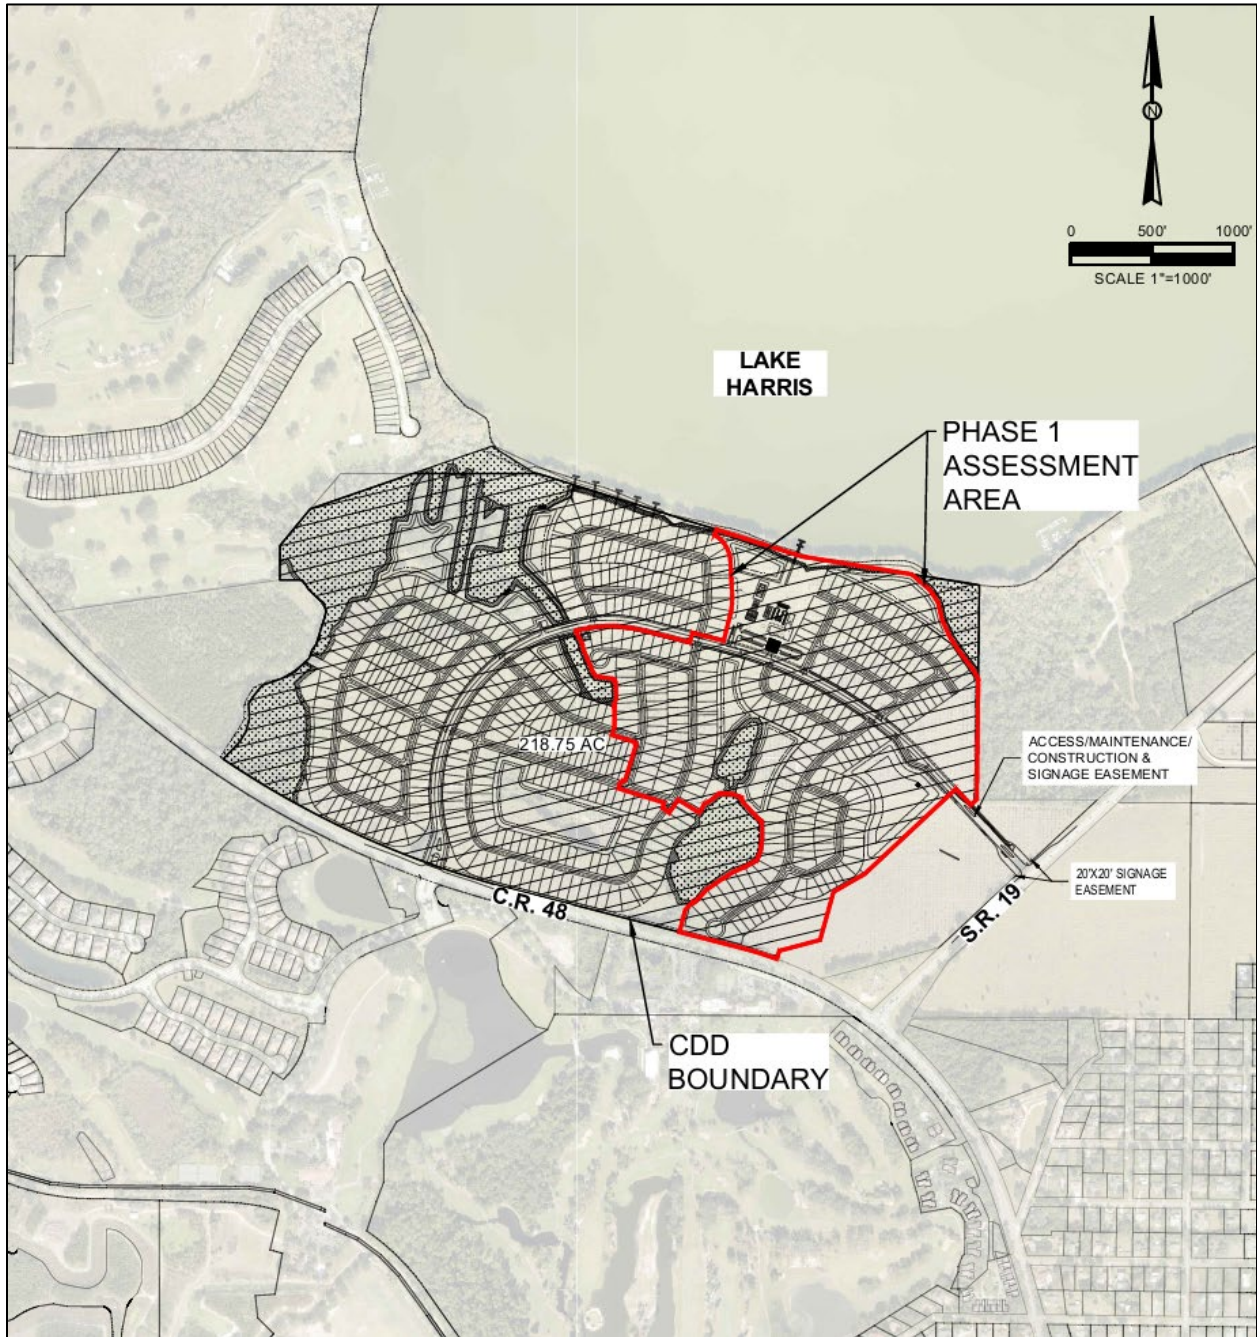 N
0 500' 1000'
SCALE 1"=1000'
LAKE
HARRIS
PHASE 1
ASSESSMENT
AREA
218.75 AC
ACCESS/MAINTENANCE/
CONSTRUCTION &
SIGNAGE EASEMENT
20'X20' SIGNAGE
EASEMENT
C.R. 48
S.R. 19
CDD
BOUNDARY